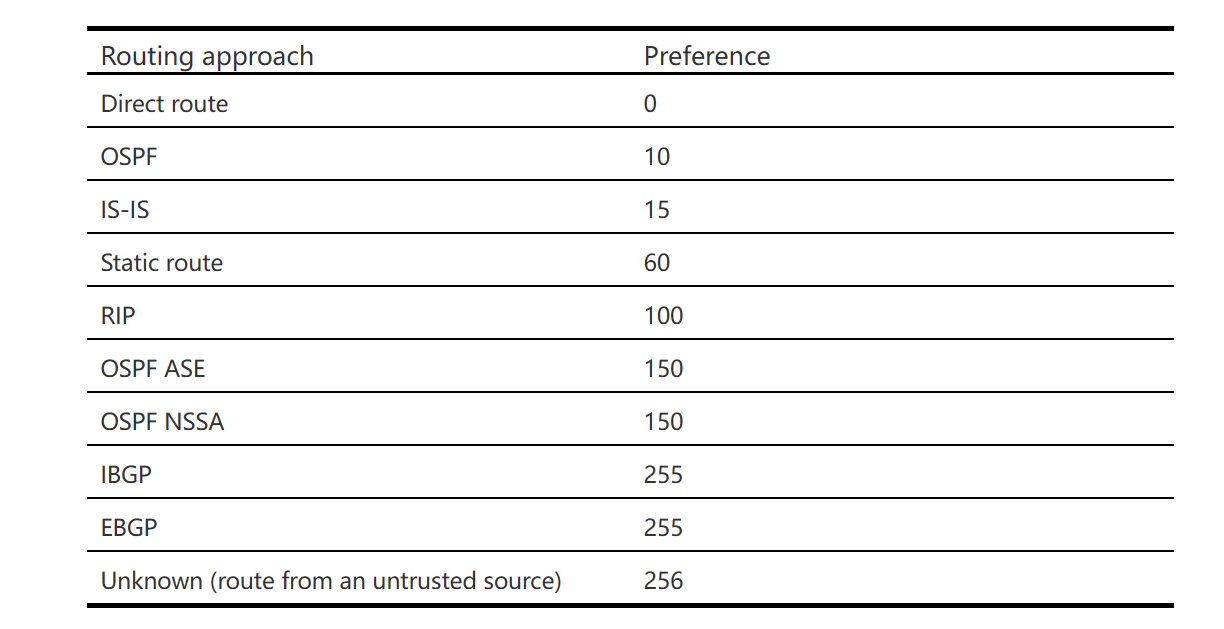 Routing approach Preference
Direct route 0
OSPF 10
IS-IS 15
Static route 60
RIP 100
OSPF ASE 150
OSPF NSSA 150
IBGP 255
EBGP 255
Unknown (route from an untrusted source) 256